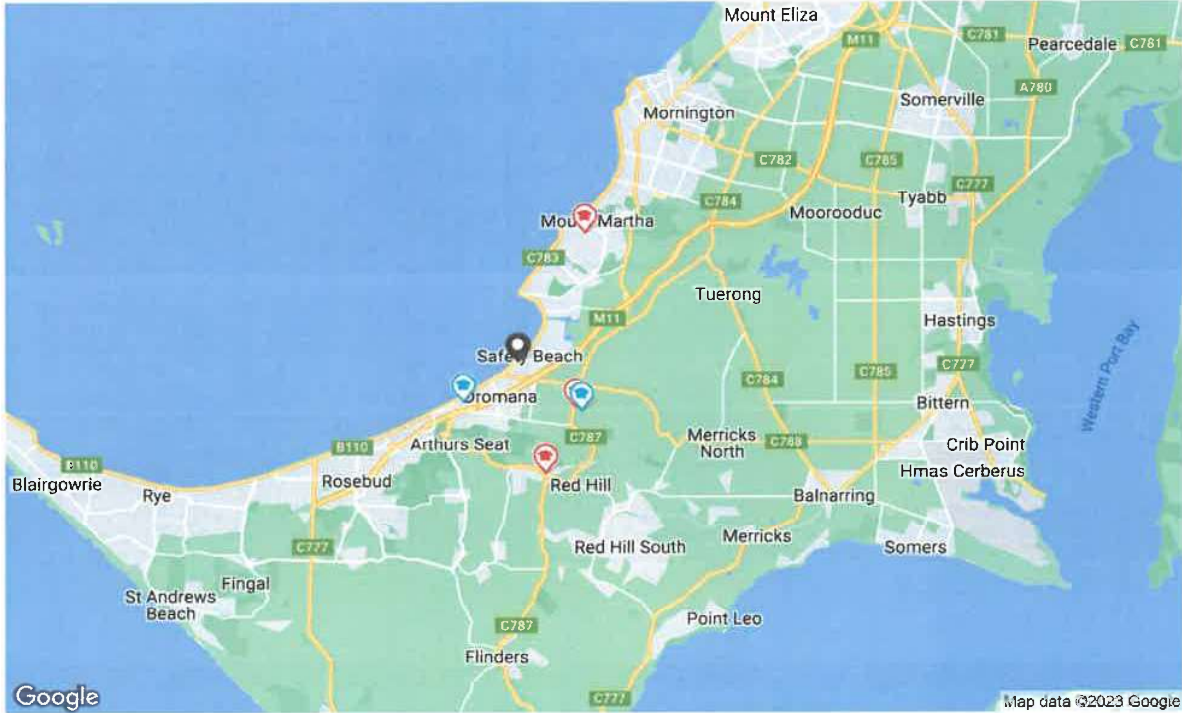 Mount Eliza
C781
M11
Pearcedale
C781
A780
Somerville
Mornington
C782
C785
C777
Tyabb
C784
Moorooduc
Mount Martha
C783
Tuerong
M11
Hastings
Safety Beach
C777
C784
C785
Dromana
Bittern
Western Port Bay
C787
Merricks
North
C788
Arthurs Seat
B110
Crib Point
B110
Rosebud
Red Hill
Hmas Cerberus
Blairgowrie
Rye
Balnarring
C777
Red Hill South
Merricks
Somers
Fingal
St Andrews
Beach
C787
Point Leo
Flinders
C777
Google
Map data ©2023 Google